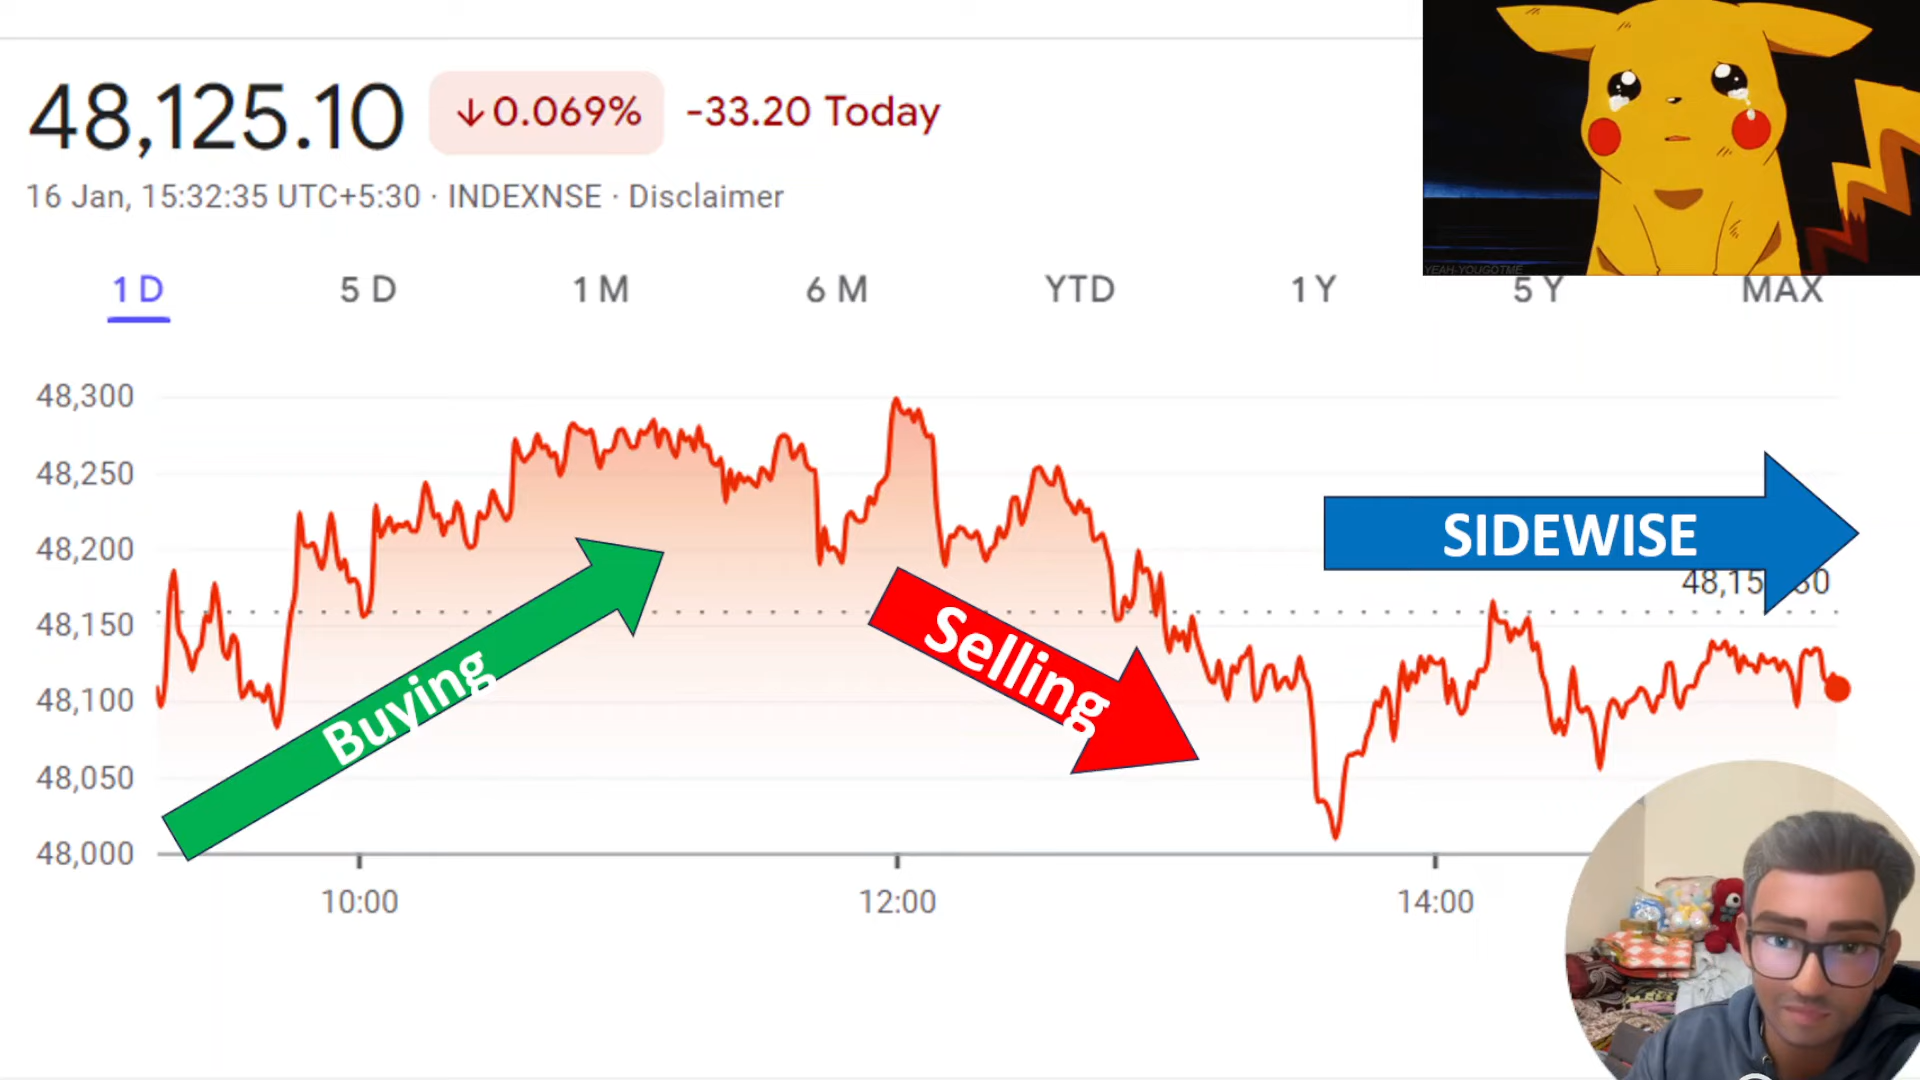 48,125.10 ↓0.069% -33.20 Today
16 Jan, 15:32:35 UTC+5:30 · INDEXNSE · Disclaimer
YEAH-YOUGOTME
1 D 5 D 1 M 6 M YTD 1 Y 5 Y MAX
48,300
48,250
48,200
48,150
48,100
48,050
48,000
Buying
Selling
SIDEWISE
10:00 12:00 14:00